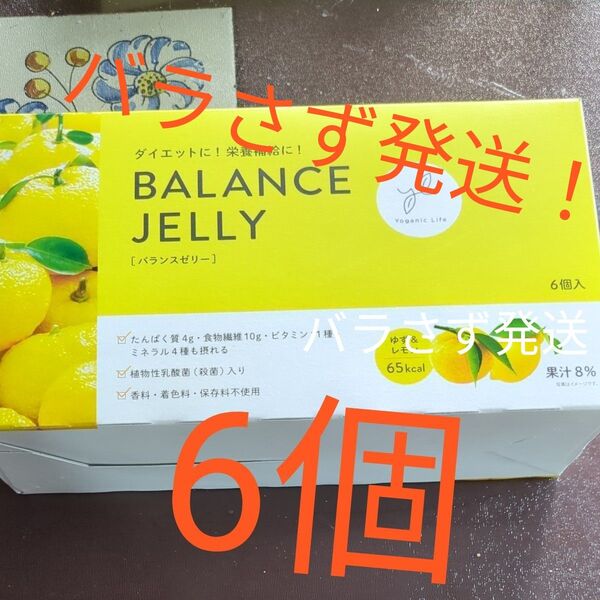 バラさず発送!
ダイエットに!栄養補給に!
BALANCE
JELLY
[バランスゼリー]
Yoganic Life
6個入
バラさず発送
たんぱく質4g・食物繊維10g・ビタミン11種
ミネラル4種も摂れる
植物性乳酸菌(殺菌)入り
香料・着色料・保存料不使用
ゆず&
レモン
65kcal
果汁8%
6個